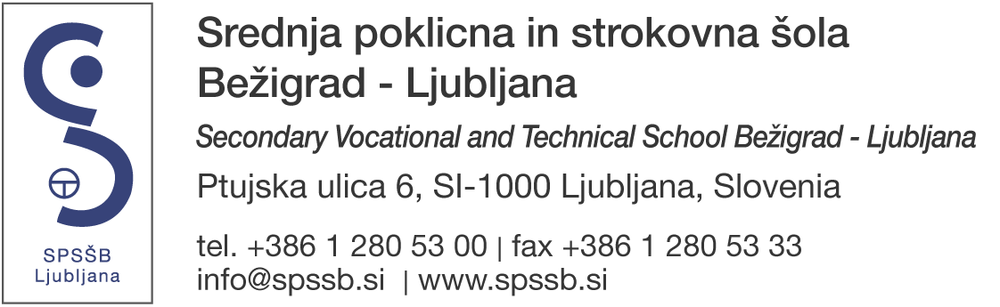 SPSŠB
Ljubljana
Srednja poklicna in strokovna šola
Bežigrad - Ljubljana
Secondary Vocational and Technical School Bežigrad - Ljubljana
Ptujska ulica 6, SI-1000 Ljubljana, Slovenia
tel. +386 1 280 53 00 | fax +386 1 280 53 33
info@spssb.si | www.spssb.si